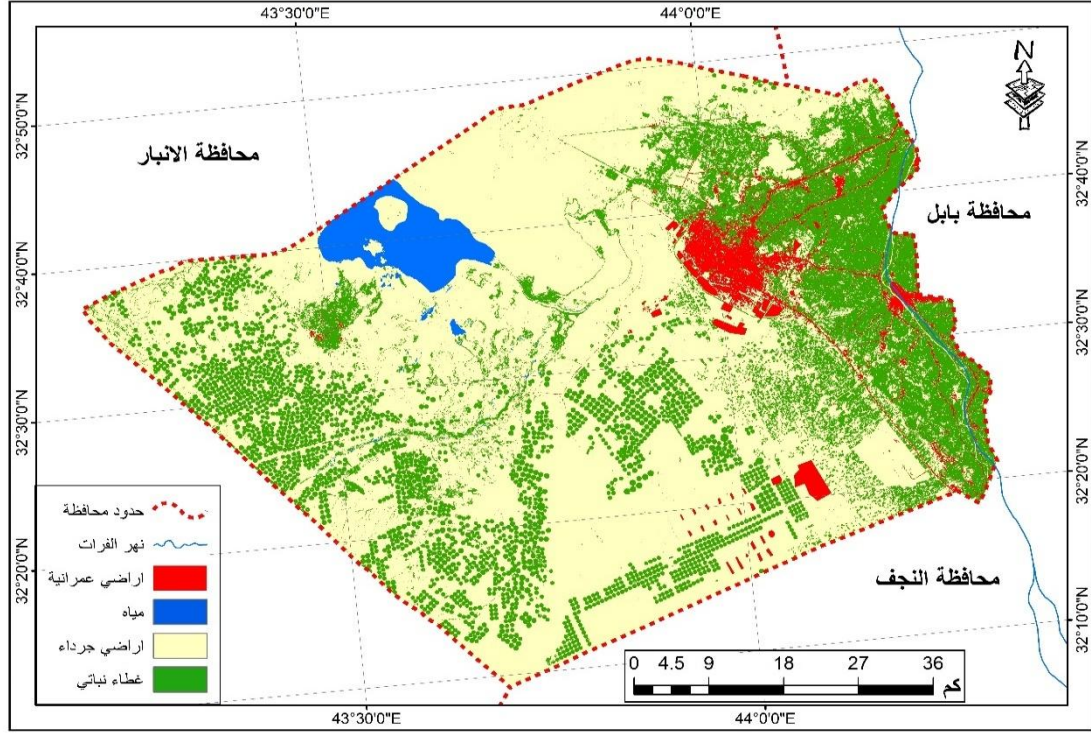 43°30'0"E
44°0'0"E
N
32°50'0"N
محافظة الانبار
32°40'0"N
محافظة بابل
32°40'0"N
32°30'0"N
32°30'0"N
32°20'0"N
حدود محافظة
نهر الفرات
اراضي عمرانية
مياه
اراضي جرداء
غطاء نباتي
32°20'0"N
محافظة النجف
32°10'0"N
0 4.5 9 18 27 36
كم
43°30'0"E
44°0'0"E